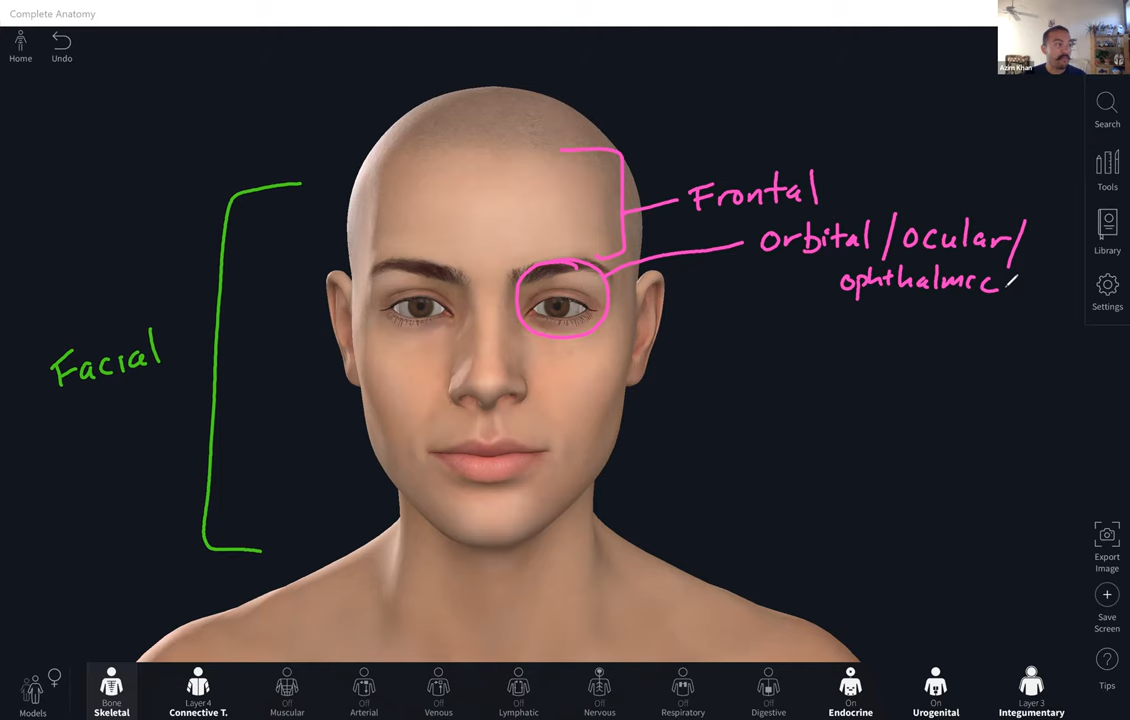 Complete Anatomy
Home
Undo
Azim Khan
Search
Tools
Library
Settings
Frontal
orbital/ocular/
ophthalmic
Facial
Export
Image
Save
Screen
Tips
Models
Bone
Skeletal
Layer 4
Connective T.
Off
Muscular
Off
Arterial
Off
Venous
Off
Lymphatic
Off
Nervous
Off
Respiratory
Off
Digestive
On
Endocrine
On
Urogenital
Layer 3
Integumentary